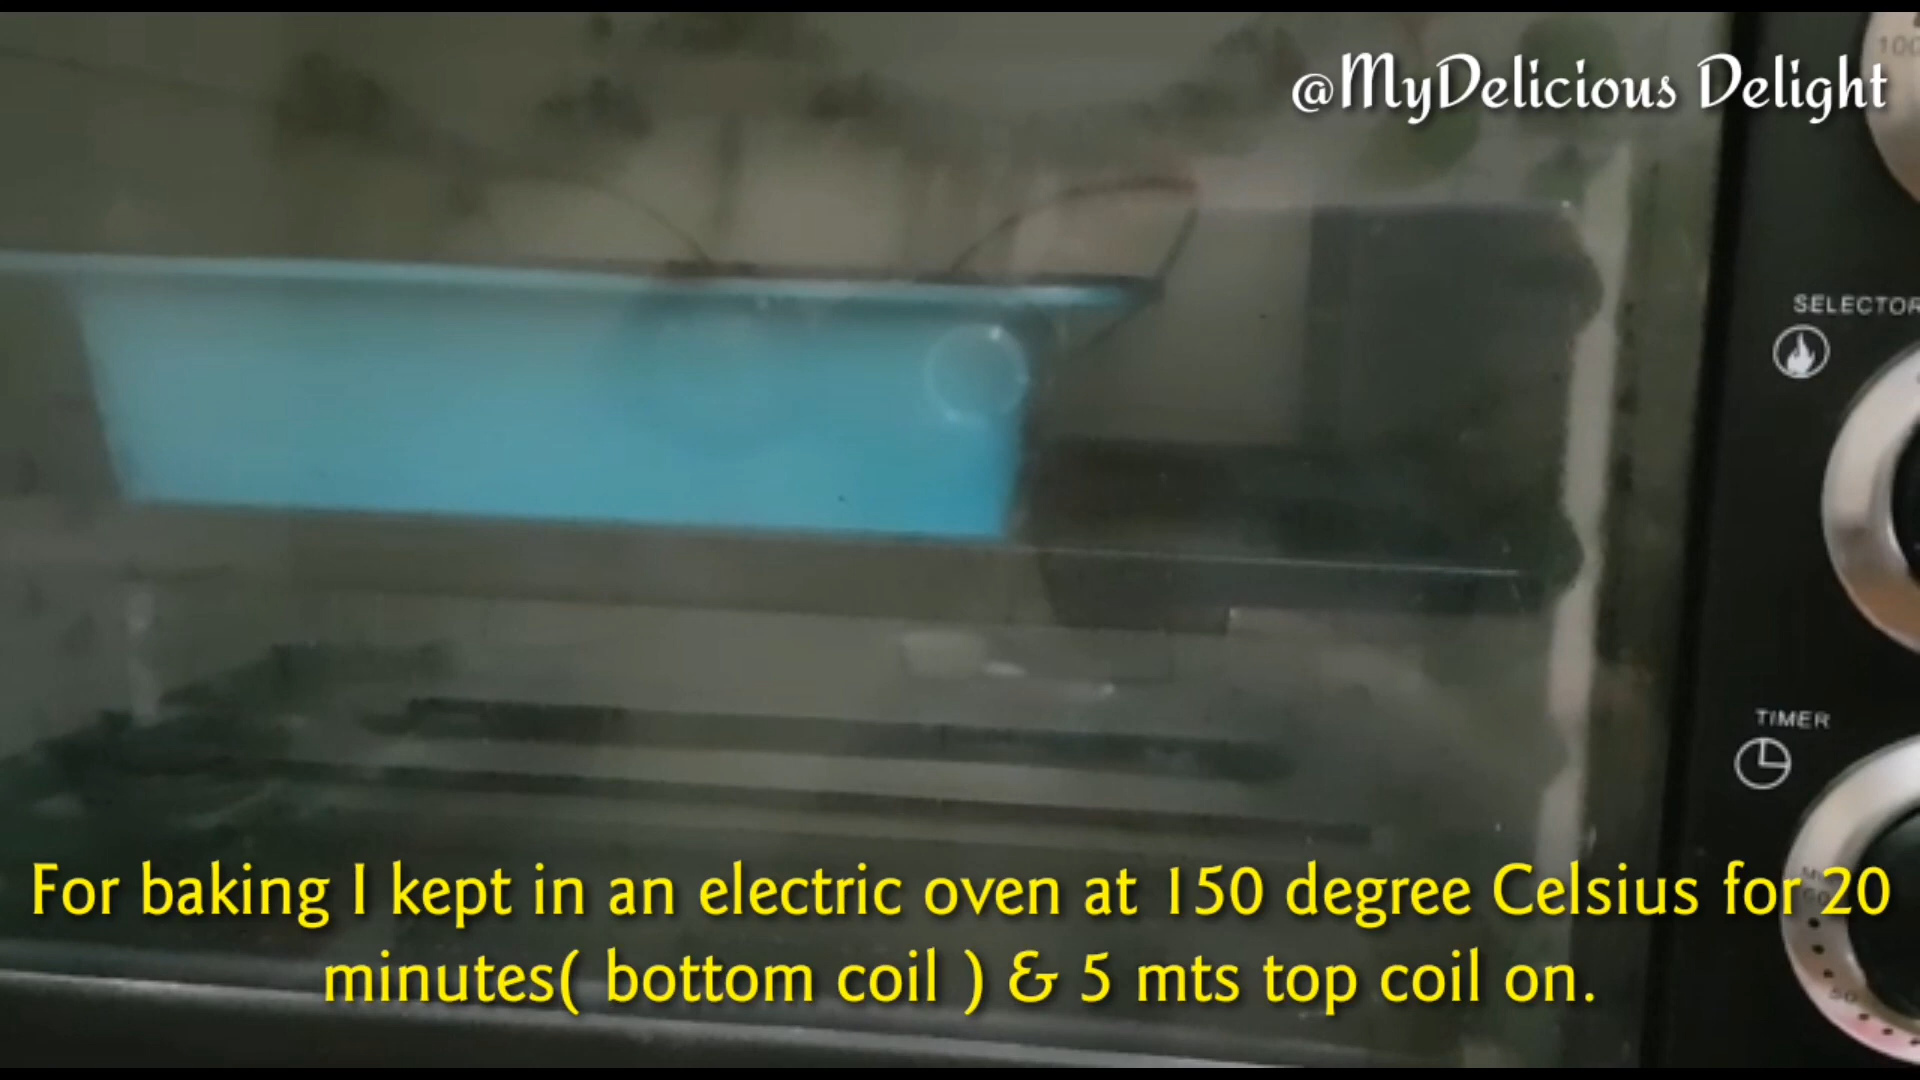 @MyDelicious Delight
100
SELECTOR
TIMER
For baking I kept in an electric oven at 150 degree Celsius for 20
minutes( bottom coil ) & 5 mts top coil on.